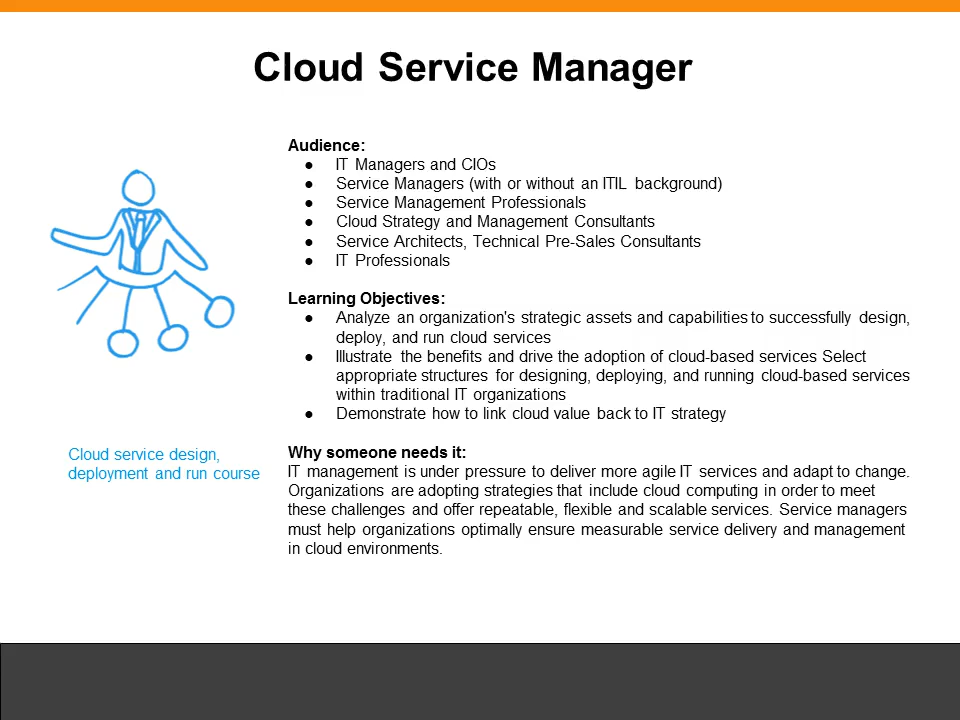 Cloud Service Manager
Audience:
● IT Managers and CIOs
● Service Managers (with or without an ITIL background)
● Service Management Professionals
● Cloud Strategy and Management Consultants
● Service Architects, Technical Pre-Sales Consultants
● IT Professionals
Learning Objectives:
● Analyze an organization's strategic assets and capabilities to successfully design,
deploy, and run cloud services
● Illustrate the benefits and drive the adoption of cloud-based services Select
appropriate structures for designing, deploying, and running cloud-based services
within traditional IT organizations
● Demonstrate how to link cloud value back to IT strategy
Cloud service design,
deployment and run course
Why someone needs it:
IT management is under pressure to deliver more agile IT services and adapt to change.
Organizations are adopting strategies that include cloud computing in order to meet
these challenges and offer repeatable, flexible and scalable services. Service managers
must help organizations optimally ensure measurable service delivery and management
in cloud environments.